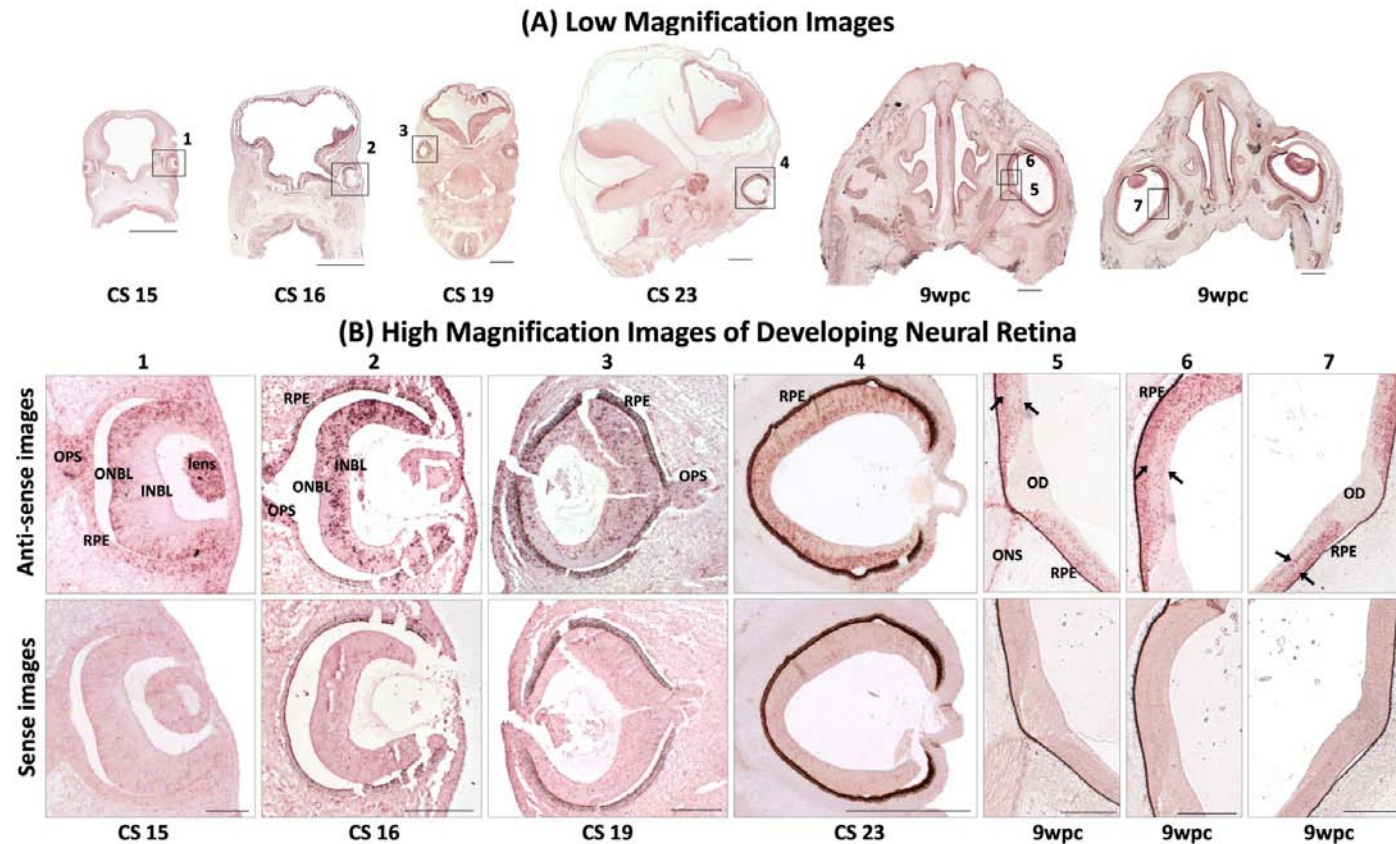 (A) Low Magnification Images
1
2
3
4
6
5
7
CS 15
CS 16
CS 19
CS 23
9wpc
9wpc
(B) High Magnification Images of Developing Neural Retina
1
2
3
4
5
6
7
Anti-sense images
OPS
ONBL
INBL
lens
RPE
RPE
INBL
ONBL
OPS
RPE
OPS
RPE
OD
ONS
RPE
RPE
OD
RPE
Sense images
CS 15
CS 16
CS 19
CS 23
9wpc
9wpc
9wpc